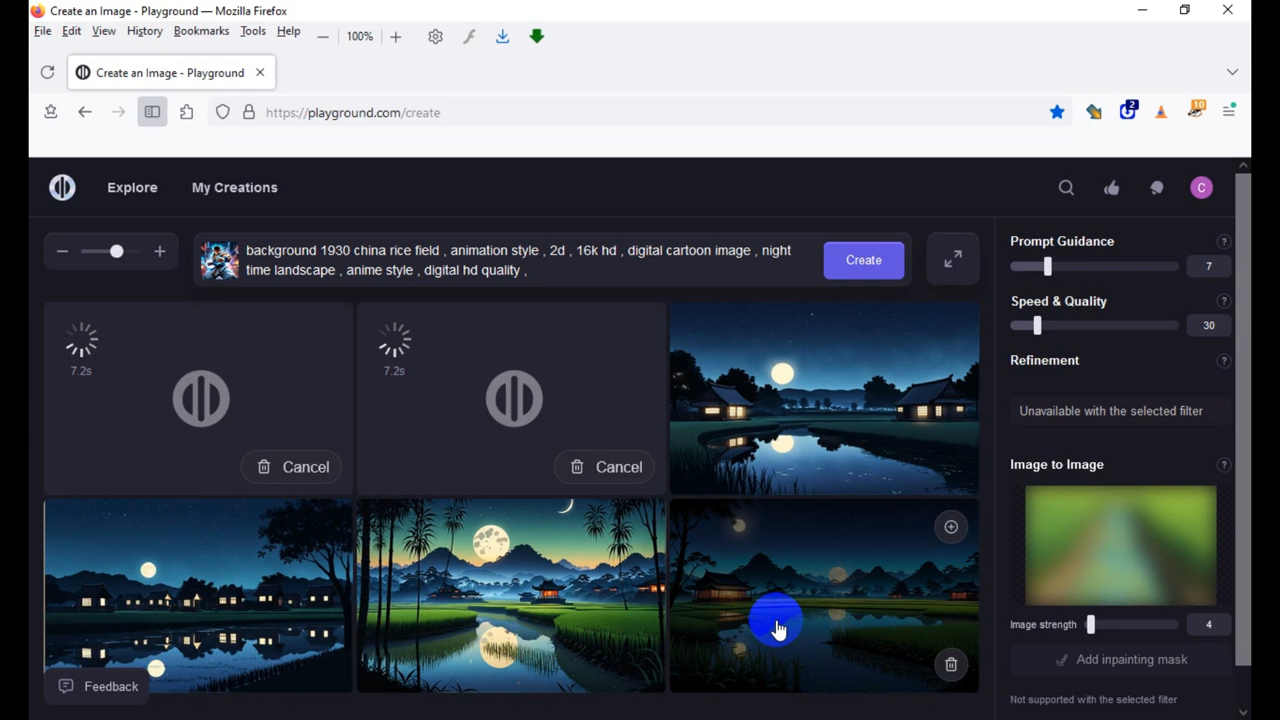 Create an Image - Playground — Mozilla Firefox
File Edit View History Bookmarks Tools Help
100%
Create an Image - Playground
https://playground.com/create
2
10
Explore My Creations
C
background 1930 china rice field , animation style , 2d , 16k hd , digital cartoon image , night
time landscape , anime style , digital hd quality ,
Create
Prompt Guidance ?
7
Speed & Quality ?
30
Refinement ?
Unavailable with the selected filter
Image to Image ?
Image strength 4
Add inpainting mask
Not supported with the selected filter
7.2s
Cancel
7.2s
Cancel
Feedback